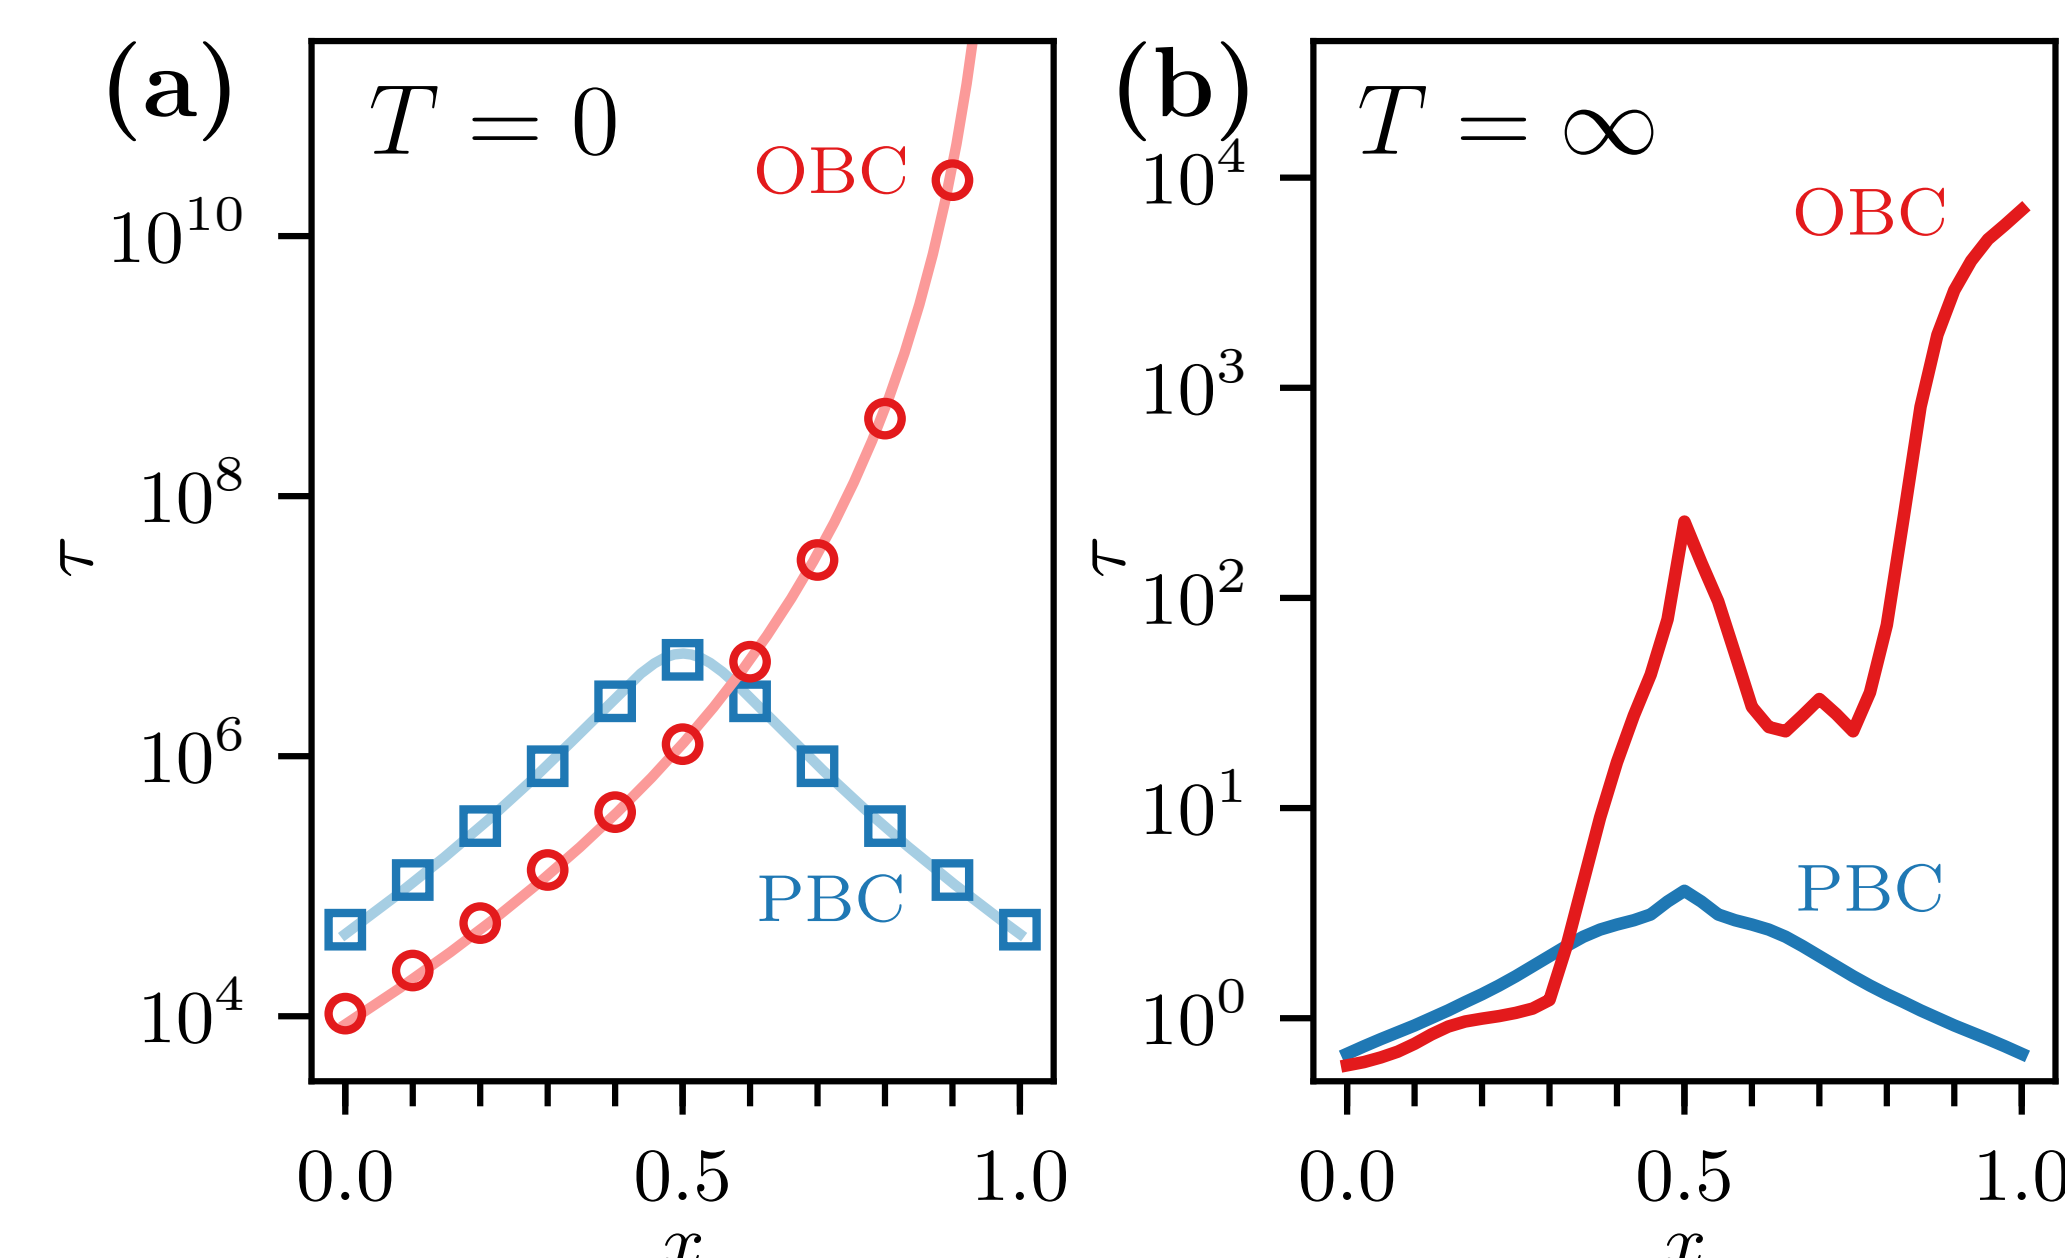 (a)
T = 0
OBC
PBC
10^10
10^8
10^6
10^4
τ
0.0 0.5 1.0
x
(b)
T = ∞
OBC
PBC
10^4
10^3
10^2
10^1
10^0
τ
0.0 0.5 1.0
x